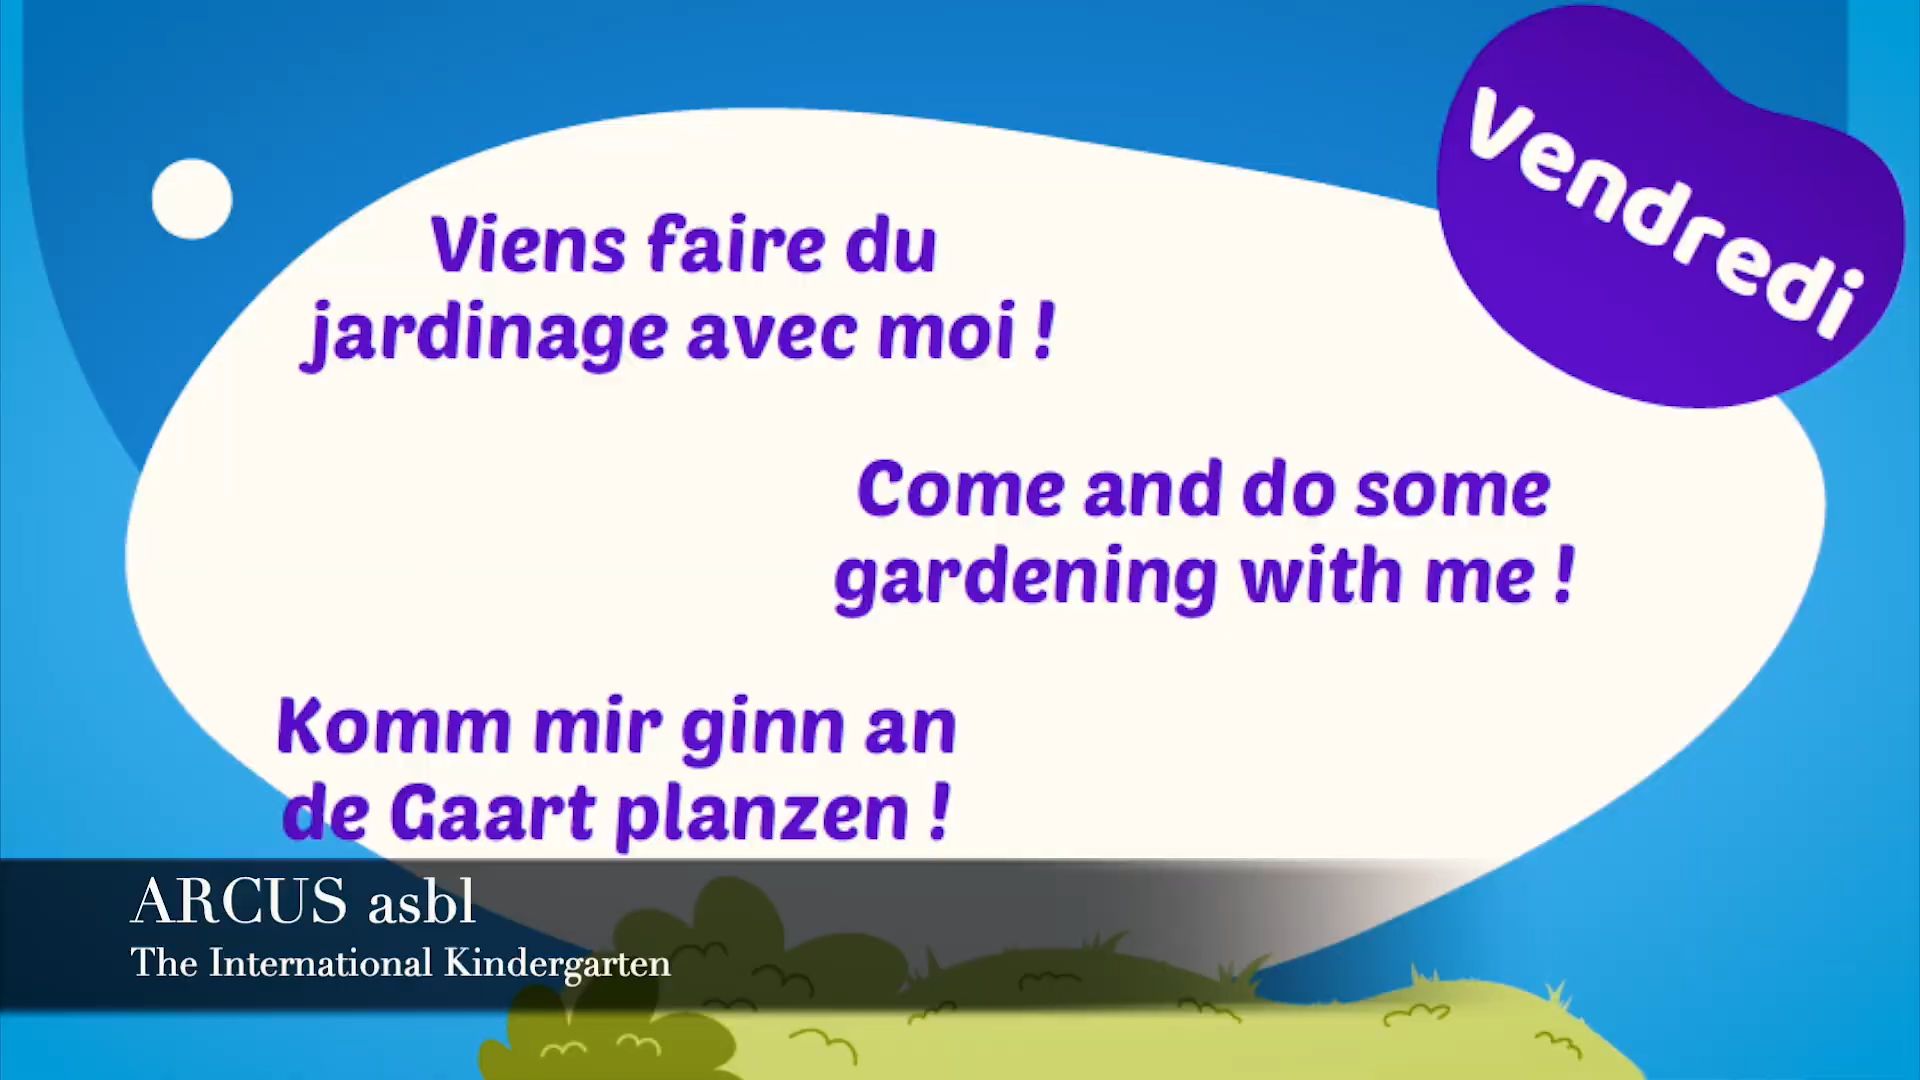 Vendredi
Viens faire du
jardinage avec moi !
Come and do some
gardening with me !
Komm mir ginn an
de Gaart planzen !
ARCUS asbl
The International Kindergarten